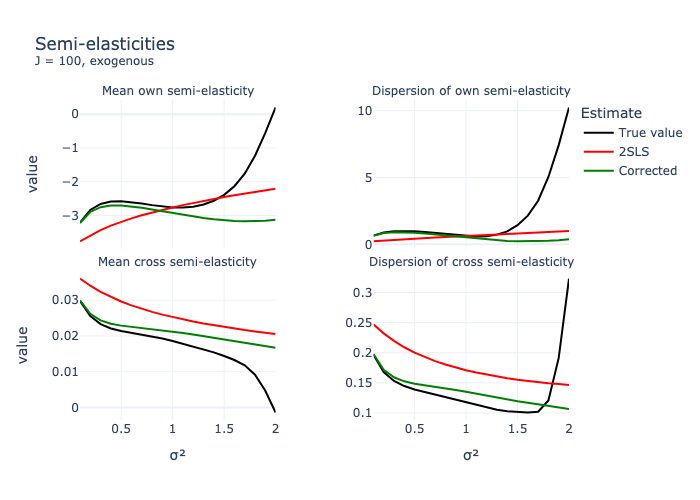 Semi-elasticities
J = 100, exogenous
Mean own semi-elasticity
Dispersion of own semi-elasticity
Estimate
True value
2SLS
Corrected
value
0
−1
−2
−3
10
5
0
Mean cross semi-elasticity
Dispersion of cross semi-elasticity
value
0.03
0.02
0.01
0
0.3
0.25
0.2
0.15
0.1
0.5
1
1.5
2
0.5
1
1.5
2
σ²
σ²